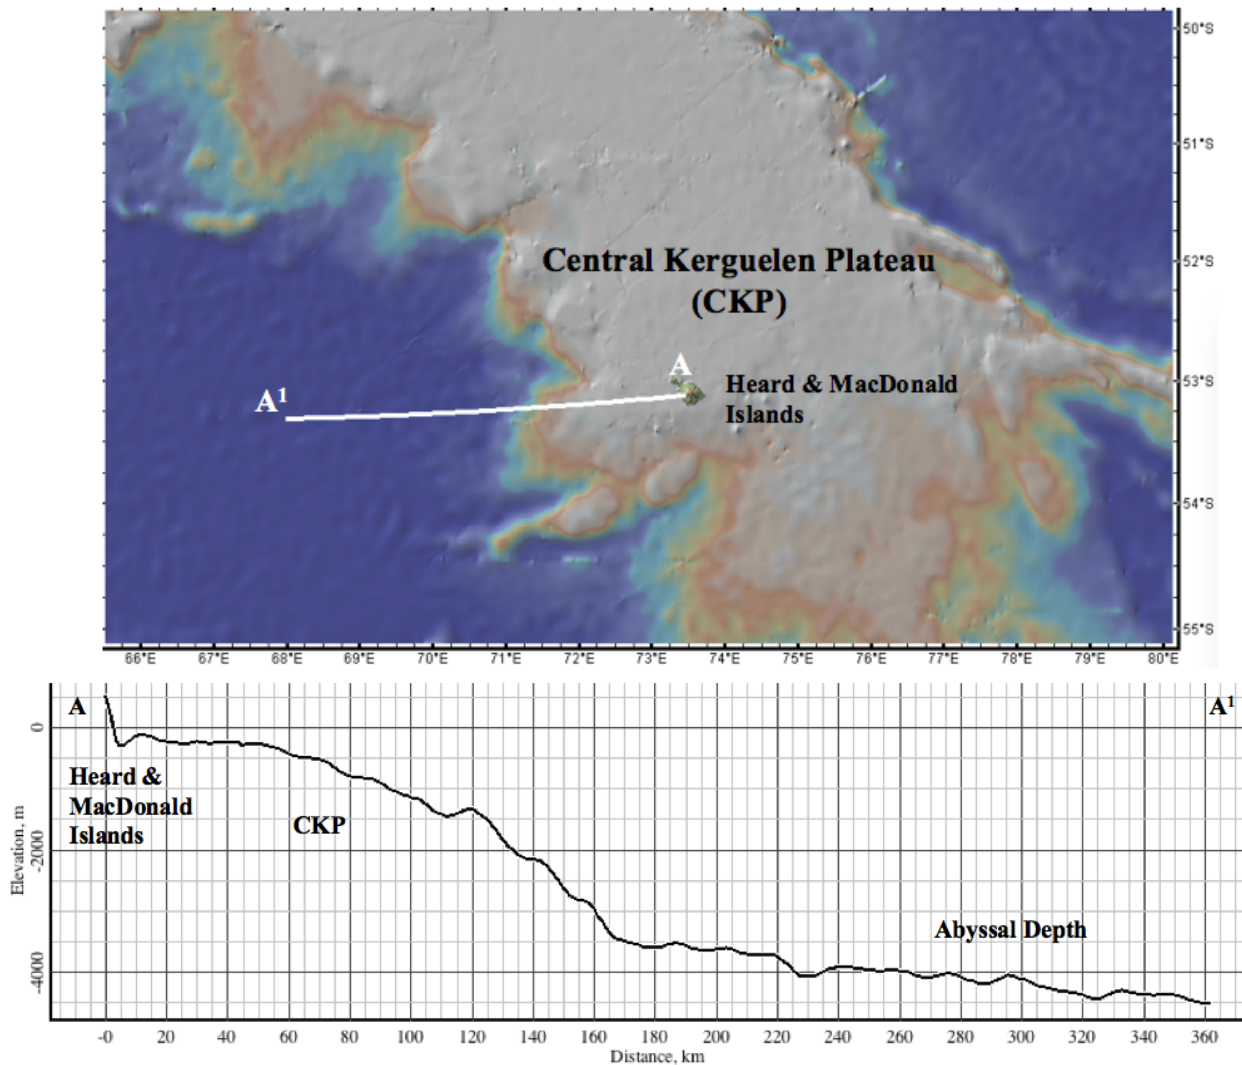 50°S
51°S
52°S
53°S
54°S
55°S
Central Kerguelen Plateau
(CKP)
A
A¹
Heard & MacDonald
Islands
66°E 67°E 68°E 69°E 70°E 71°E 72°E 73°E 74°E 75°E 76°E 77°E 78°E 79°E 80°E
A
A¹
0
-2000
-4000
Elevation, m
Heard &
MacDonald
Islands
CKP
Abyssal Depth
-0 20 40 60 80 100 120 140 160 180 200 220 240 260 280 300 320 340 360
Distance, km